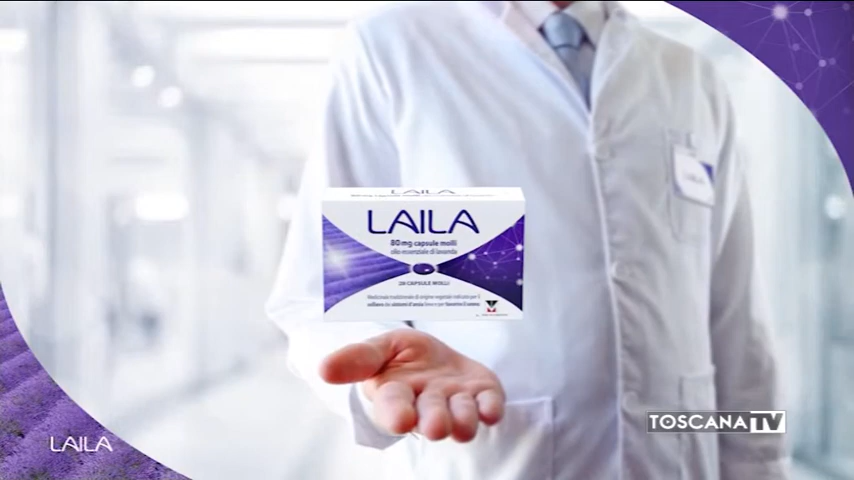 LAILA
LAILA
80 mg capsule molli
olio essenziale di lavanda
28 CAPSULE MOLLI
Medicinale tradizionale di origine vegetale indicato per il
sollievo dei sintomi d'ansia lieve e per favorire il sonno
LAILA
TOSCANA TV